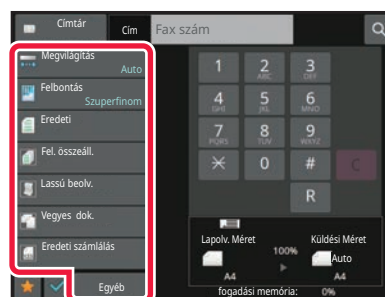 Címtár
Cím
Fax szám
Megvilágítás
Auto
Felbontás
Szuperfinom
Eredeti
Fel. összeáll.
Lassú beolv.
Vegyes dok.
Eredeti számlálás
Egyéb
1
2
ABC
3
DEF
4
GHI
5
JKL
6
MNO
7
PQRS
8
TUV
9
WXYZ
0
#
C
R
Lapolv. Méret
100%
Küldési Méret
Auto
A4
A4
fogadási memória:
0%